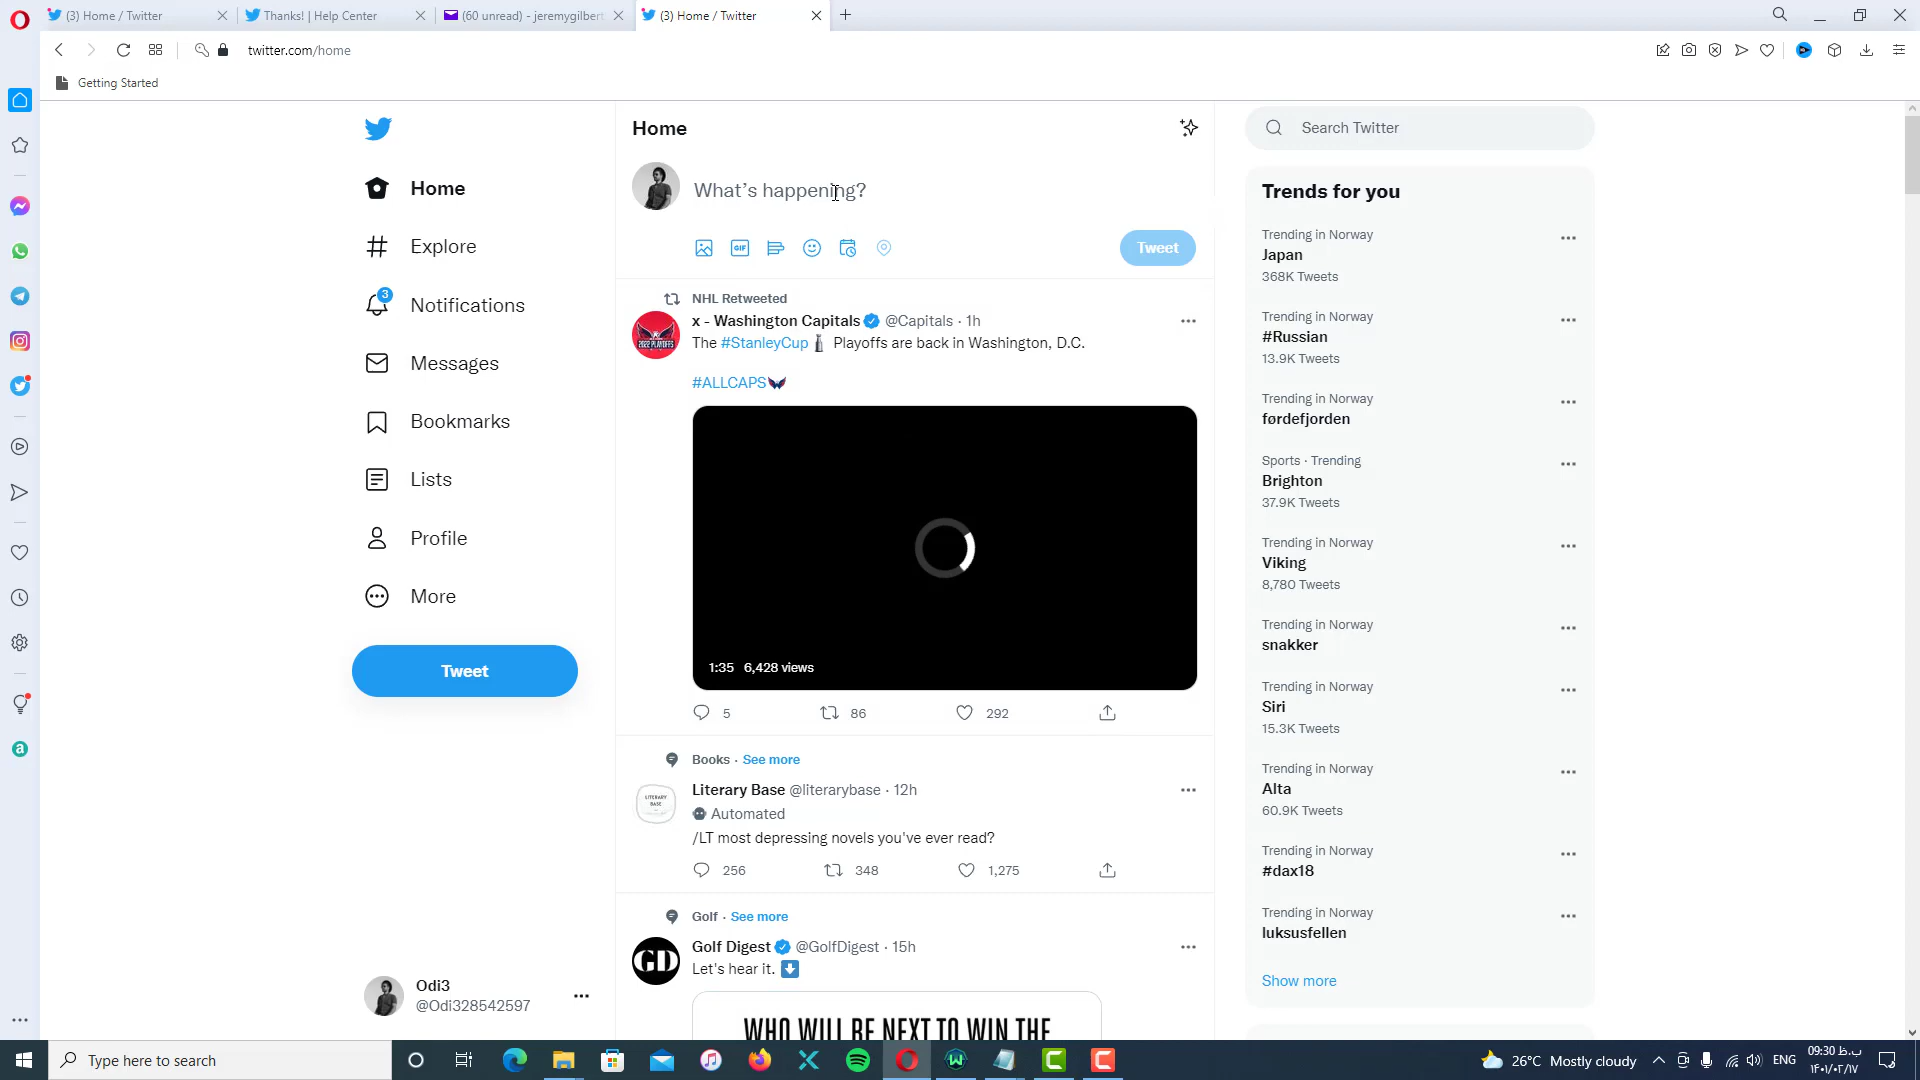 (3) Home / Twitter
Thanks! | Help Center
(60 unread) - jeremygilbert
(3) Home / Twitter
twitter.com/home
Getting Started
Home
Explore
3
Notifications
Messages
Bookmarks
Lists
Profile
More
Tweet
Odi3
@Odi328542597
Home
What's happening?
GIF
Tweet
NHL Retweeted
x - Washington Capitals @Capitals · 1h
The #StanleyCup Playoffs are back in Washington, D.C.
#ALLCAPS
1:35 6,428 views
5 86 292
Books · See more
LITERARY
BASE
Literary Base @literarybase · 12h
Automated
/LT most depressing novels you've ever read?
256 348 1,275
Golf · See more
GD
Golf Digest @GolfDigest · 15h
Let's hear it.
WHO WILL BE NEXT TO WIN THE
Search Twitter
Trends for you
Trending in Norway
Japan
368K Tweets
Trending in Norway
#Russian
13.9K Tweets
Trending in Norway
førdefjorden
Sports · Trending
Brighton
37.9K Tweets
Trending in Norway
Viking
8,780 Tweets
Trending in Norway
snakker
Trending in Norway
Siri
15.3K Tweets
Trending in Norway
Alta
60.9K Tweets
Trending in Norway
#dax18
Trending in Norway
luksusfellen
Show more
Type here to search
26°C Mostly cloudy
ENG
09:30 ب.ظ
۱۴۰۱/۰۲/۱۷